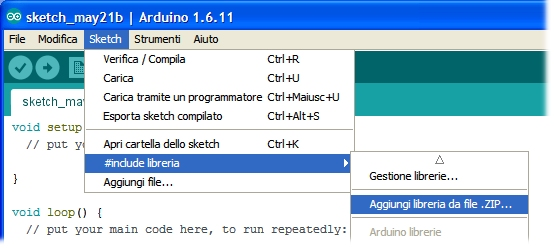 sketch_may21b | Arduino 1.6.11
File Modifica Sketch Strumenti Aiuto
Verifica / Compila Ctrl+R
Carica Ctrl+U
Carica tramite un programmatore Ctrl+Maiusc+U
Esporta sketch compilato Ctrl+Alt+S
Apri cartella dello sketch Ctrl+K
#include libreria
Aggiungi file...
Gestione librerie...
Aggiungi libreria da file .ZIP...
Arduino librerie
sketch_may
void setup
// put yo
}
void loop() {
// put your main code here, to run repeatedly: